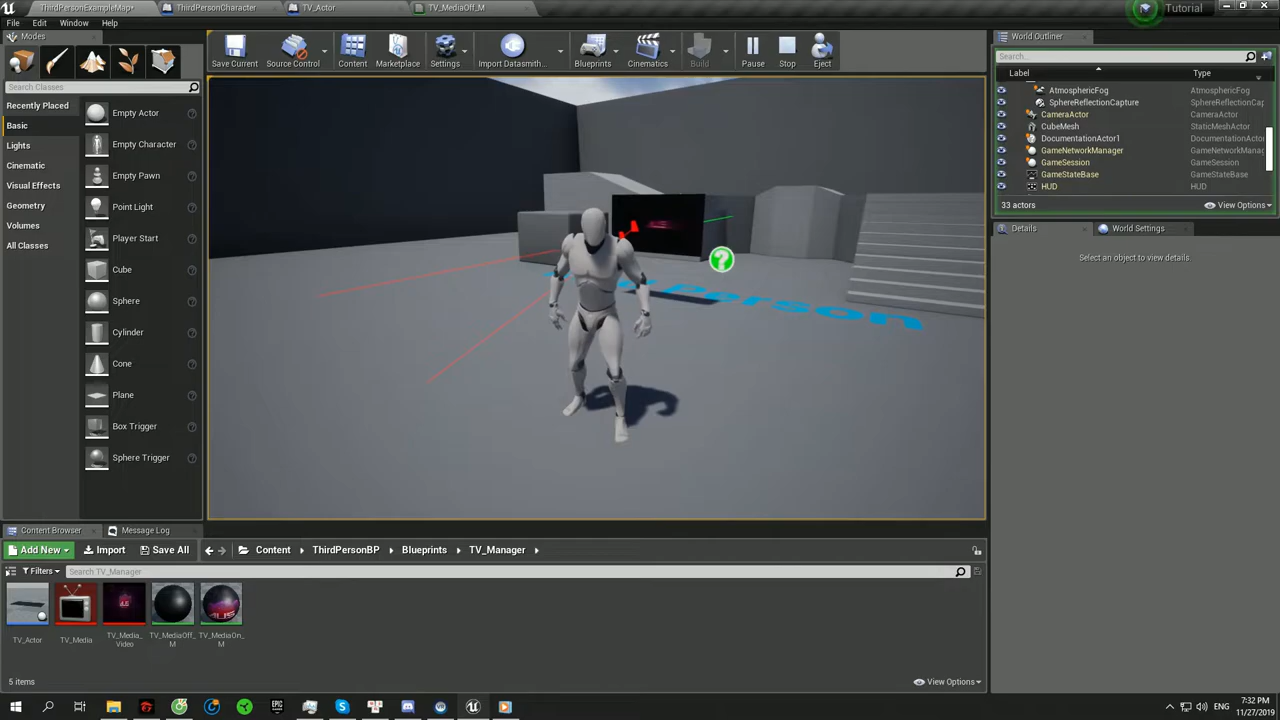 ThirdPersonExampleMap*
ThirdPersonCharacter
TV_Actor
TV_MediaOff_M
Tutorial
File
Edit
Window
Help
Modes
Search Classes
Recently Placed
Basic
Lights
Cinematic
Visual Effects
Geometry
Volumes
All Classes
Empty Actor
Empty Character
Empty Pawn
Point Light
Player Start
Cube
Sphere
Cylinder
Cone
Plane
Box Trigger
Sphere Trigger
Save Current
Source Control
Content
Marketplace
Settings
Import Datasmith...
Blueprints
Cinematics
Build
Pause
Stop
Eject
World Outliner
Search...
Label
Type
AtmosphericFog
AtmosphericFog
SphereReflectionCapture
SphereReflectionCap
CameraActor
CameraActor
CubeMesh
StaticMeshActor
DocumentationActor1
DocumentationActor
GameNetworkManager
GameNetworkManag
GameSession
GameSession
GameStateBase
GameStateBase
HUD
HUD
33 actors
View Options
Details
World Settings
Select an object to view details.
Content Browser
Message Log
Add New
Import
Save All
Content
ThirdPersonBP
Blueprints
TV_Manager
Filters
Search TV_Manager
TV_Actor
TV_Media
TV_Media_
Video
TV_MediaOff_
M
TV_MediaOn_
M
5 items
View Options
EPIC
ENG
7:32 PM
11/27/2019